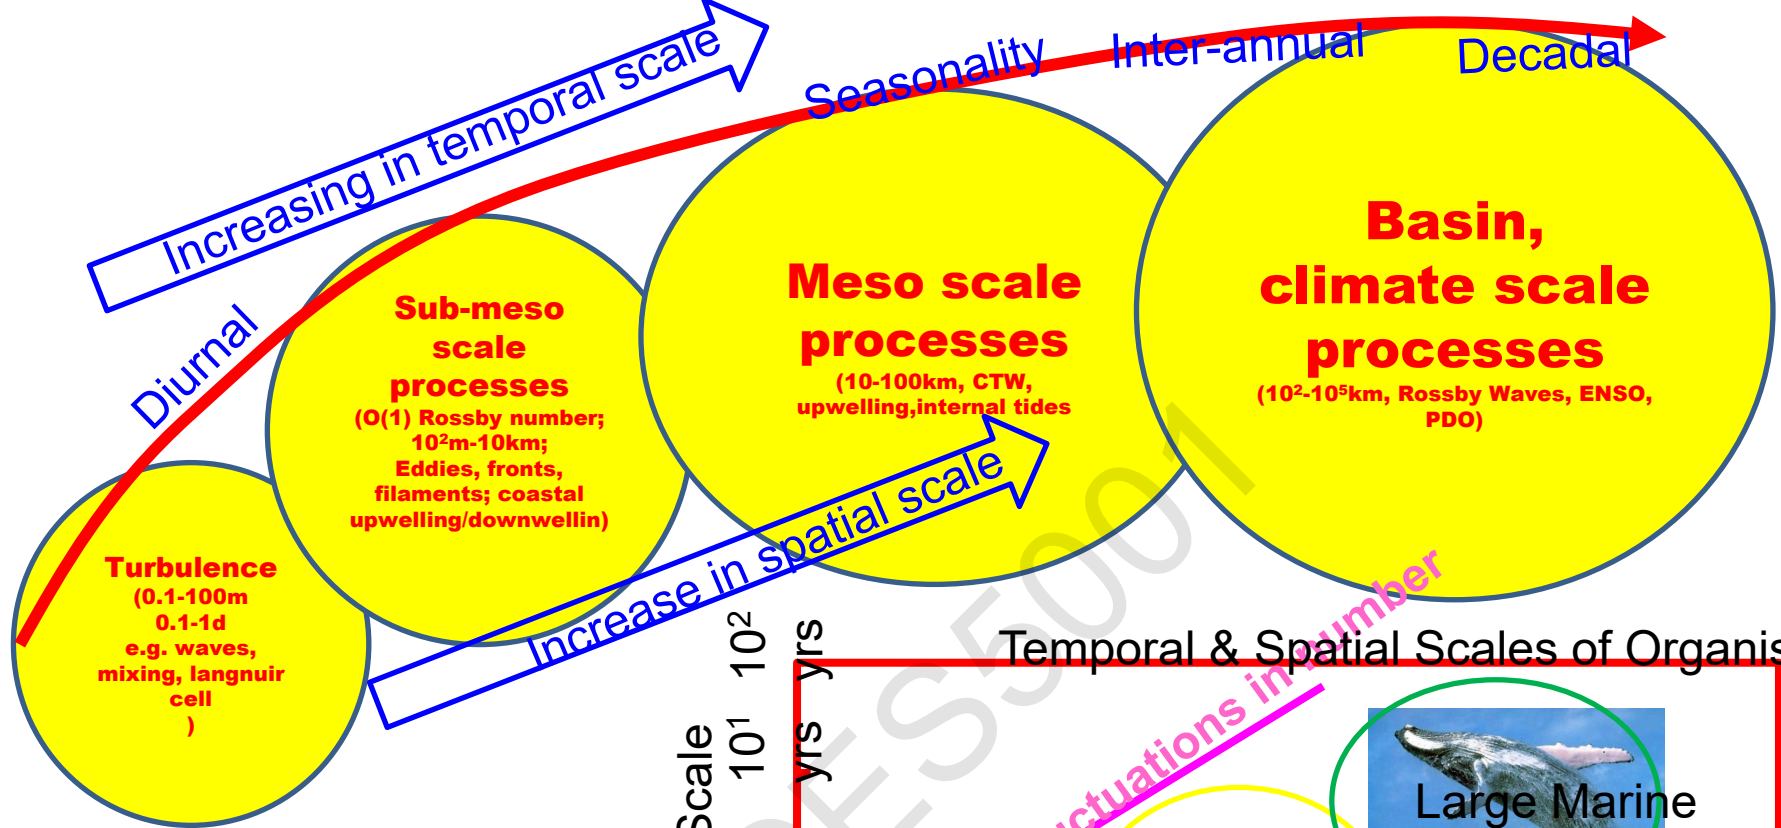 Increasing in temporal scale
Diurnal
Seasonality
Inter-annual
Decadal
Turbulence
(0.1-100m
0.1-1d
e.g. waves,
mixing, langnuir
cell
)
Sub-meso
scale
processes
(O(1) Rossby number;
10²m-10km;
Eddies, fronts,
filaments; coastal
upwelling/downwellin)
Meso scale
processes
(10-100km, CTW,
upwelling,internal tides
Basin,
climate scale
processes
(10²-10⁵km, Rossby Waves, ENSO,
PDO)
Increase in spatial scale
Temporal & Spatial Scales of Organis
Scale
10¹ 10²
yrs yrs
uctuations in number
Large Marine
ES5001